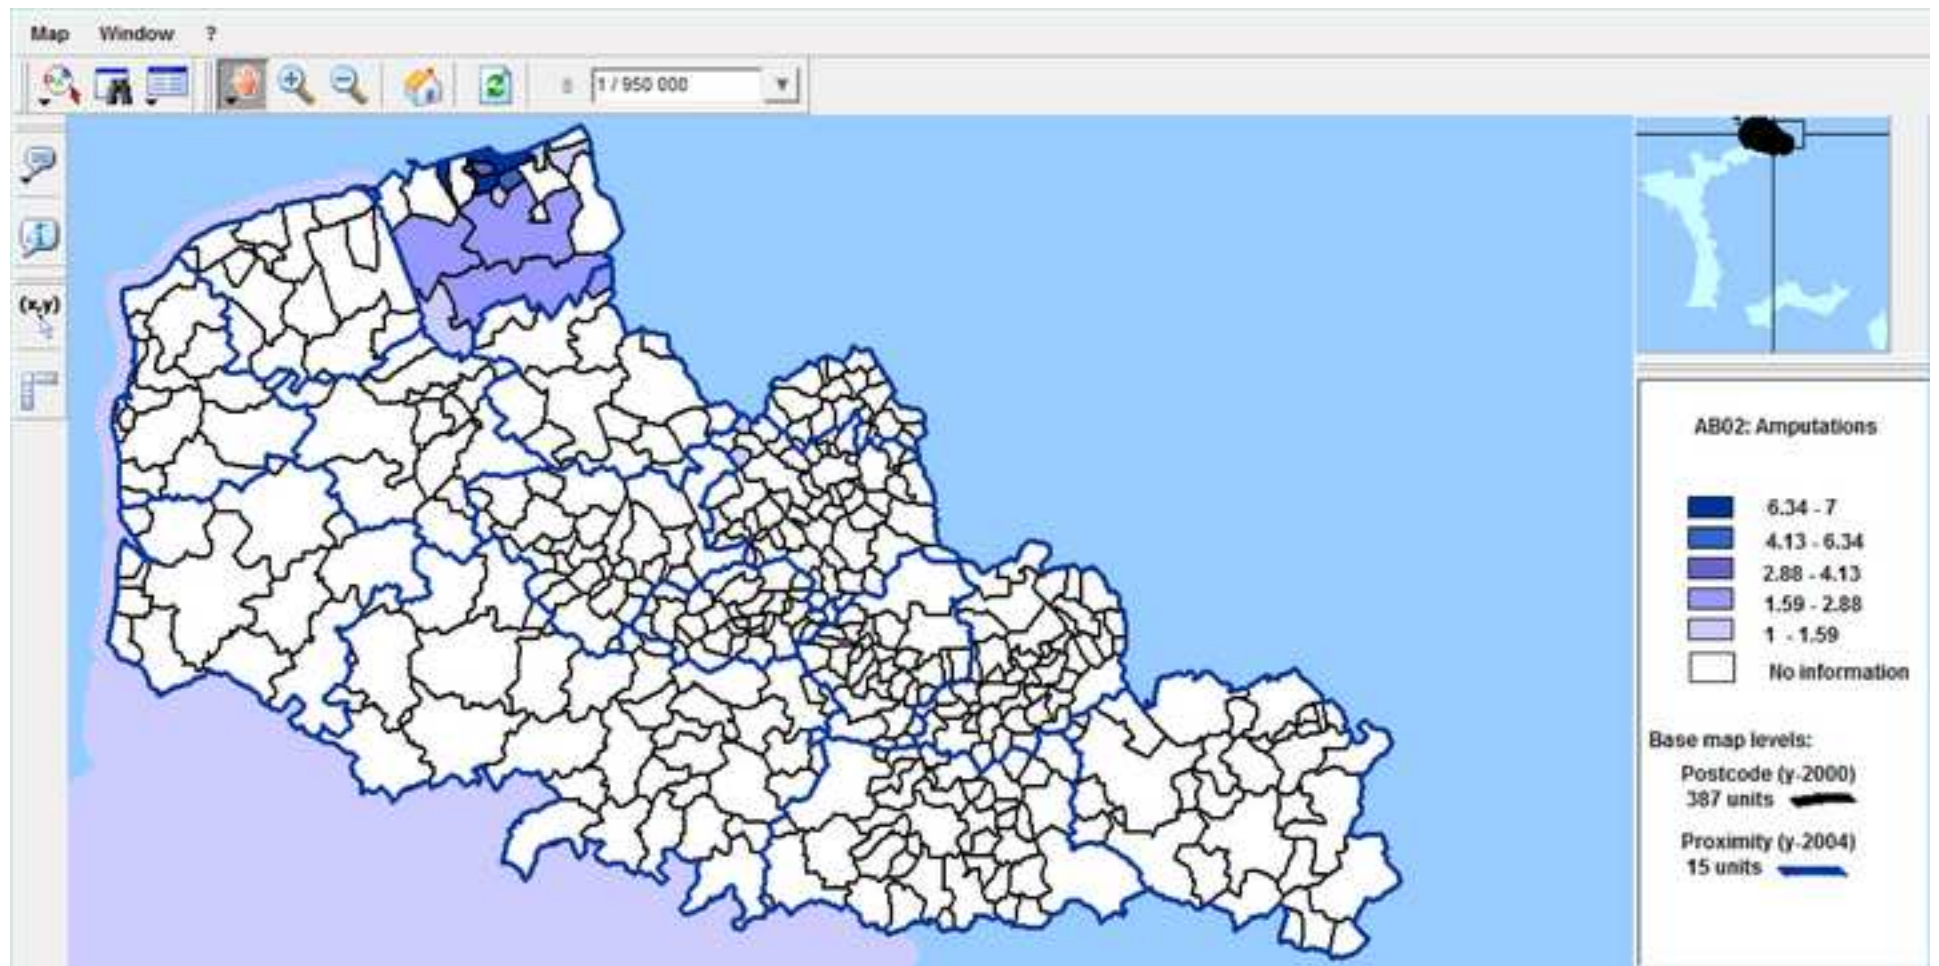 Map Window ?
1 / 950 000
(x,y)
AB02: Amputations
6.34 - 7
4.13 - 6.34
2.88 - 4.13
1.59 - 2.88
1 - 1.59
No information
Base map levels:
Postcode (y-2000)
387 units
Proximity (y-2004)
15 units